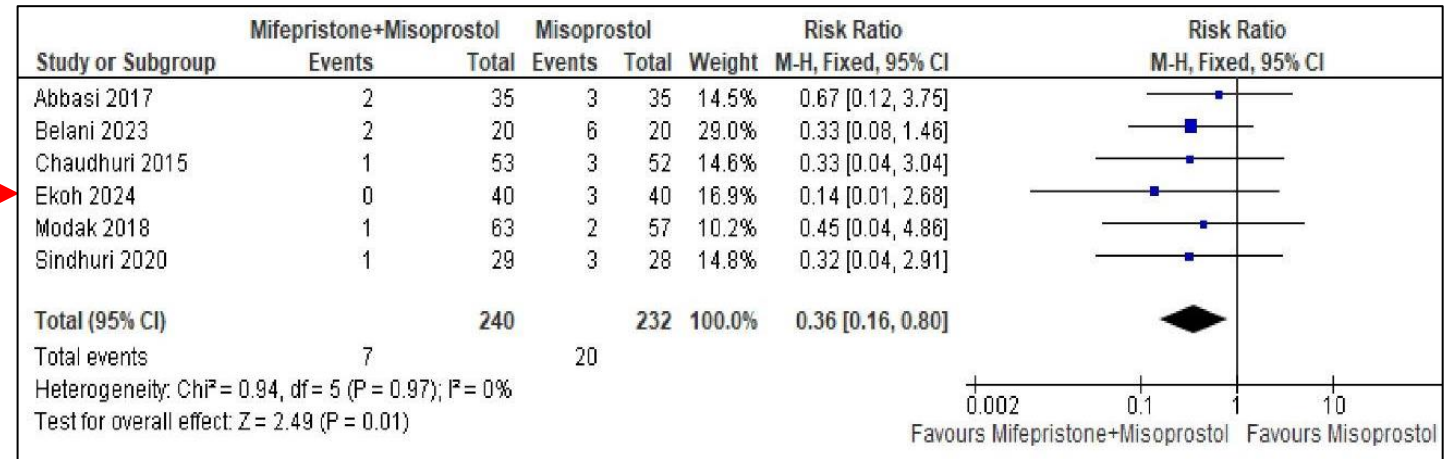 Mifepristone+Misoprostol Misoprostol Risk Ratio Risk Ratio
Study or Subgroup Events Total Events Total Weight M-H, Fixed, 95% CI M-H, Fixed, 95% CI
Abbasi 2017 2 35 3 35 14.5% 0.67 [0.12, 3.75]
Belani 2023 2 20 6 20 29.0% 0.33 [0.08, 1.46]
Chaudhuri 2015 1 53 3 52 14.6% 0.33 [0.04, 3.04]
Ekoh 2024 0 40 3 40 16.9% 0.14 [0.01, 2.68]
Modak 2018 1 63 2 57 10.2% 0.45 [0.04, 4.86]
Sindhuri 2020 1 29 3 28 14.8% 0.32 [0.04, 2.91]
Total (95% CI) 240 232 100.0% 0.36 [0.16, 0.80]
Total events 7 20
Heterogeneity: Chi² = 0.94, df = 5 (P = 0.97); I² = 0%
Test for overall effect: Z = 2.49 (P = 0.01)
0.002 0.1 1 10
Favours Mifepristone+Misoprostol Favours Misoprostol